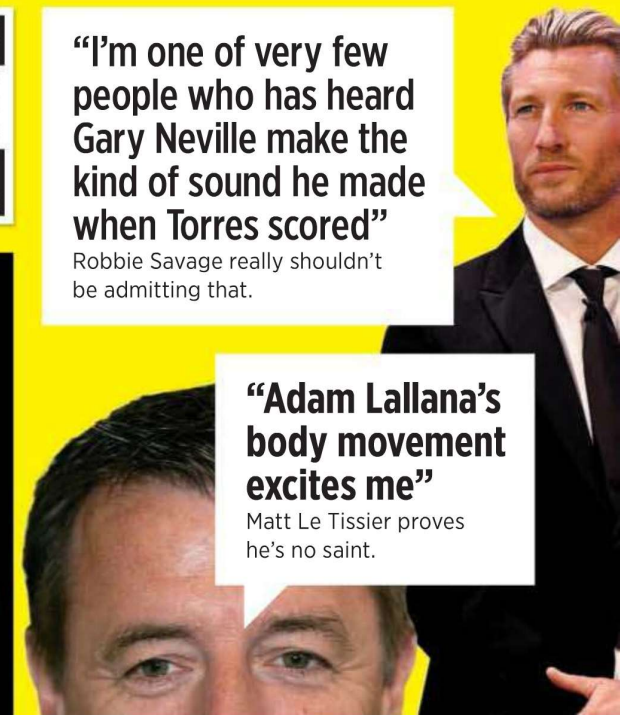 “I’m one of very few
people who has heard
Gary Neville make the
kind of sound he made
when Torres scored”
Robbie Savage really shouldn’t
be admitting that.
“Adam Lallana’s
body movement
excites me”
Matt Le Tissier proves
he’s no saint.